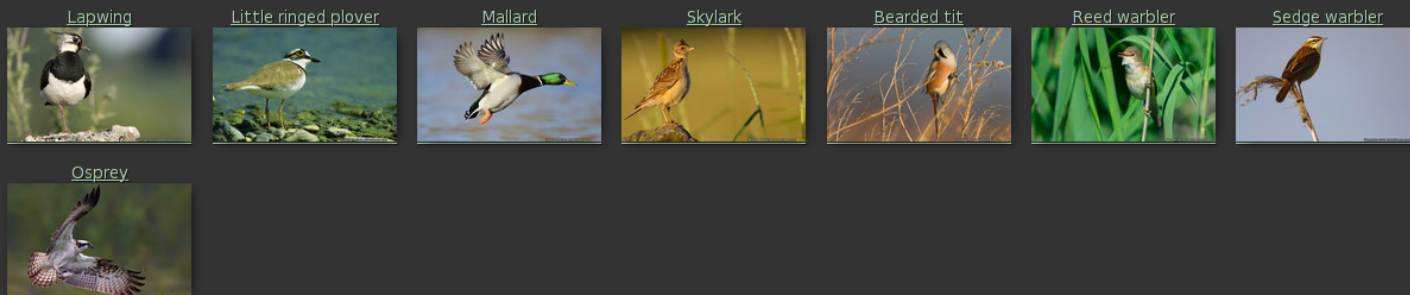 Lapwing
Little ringed plover
Mallard
Skylark
Bearded tit
Reed warbler
Sedge warbler
Osprey